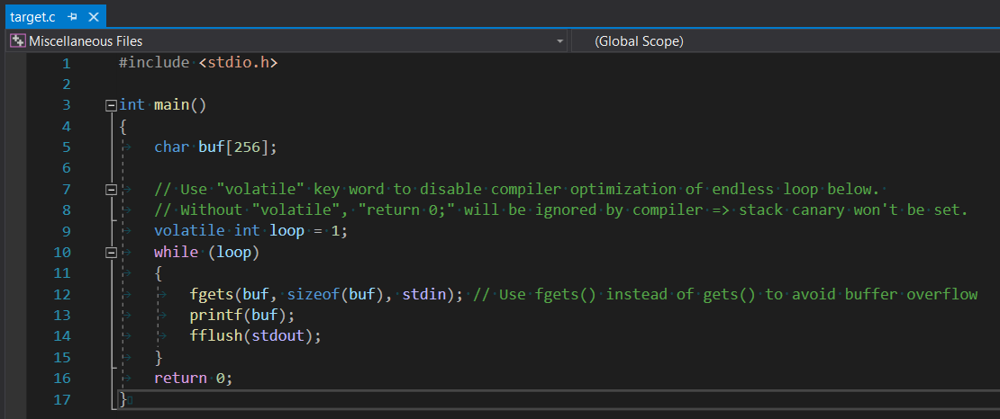 target.c
Miscellaneous Files (Global Scope)
1 #include <stdio.h>
2
3 int main()
4 {
5 char buf[256];
6
7 // Use "volatile" key word to disable compiler optimization of endless loop below.
8 // Without "volatile", "return 0;" will be ignored by compiler => stack canary won't be set.
9 volatile int loop = 1;
10 while (loop)
11 {
12 fgets(buf, sizeof(buf), stdin); // Use fgets() instead of gets() to avoid buffer overflow
13 printf(buf);
14 fflush(stdout);
15 }
16 return 0;
17 }